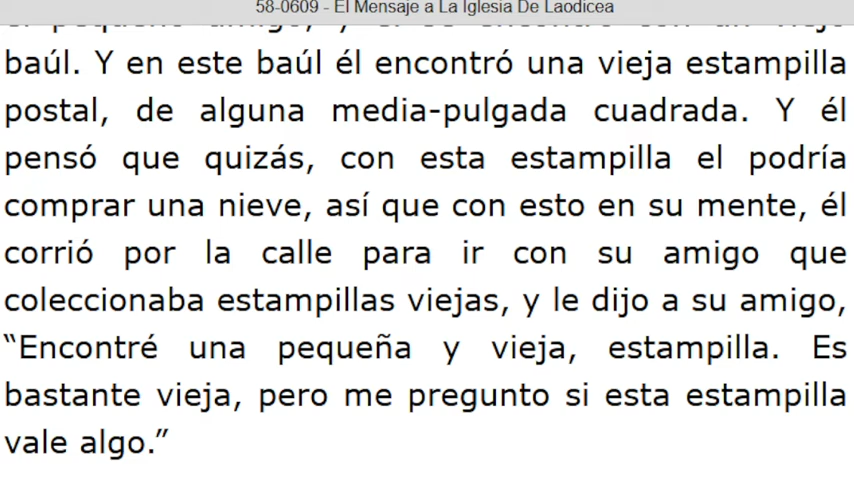 58-0609 - El Mensaje a La Iglesia De Laodicea
baúl. Y en este baúl él encontró una vieja estampilla
postal, de alguna media-pulgada cuadrada. Y él
pensó que quizás, con esta estampilla el podría
comprar una nieve, así que con esto en su mente, él
corrió por la calle para ir con su amigo que
coleccionaba estampillas viejas, y le dijo a su amigo,
“Encontré una pequeña y vieja, estampilla. Es
bastante vieja, pero me pregunto si esta estampilla
vale algo.”